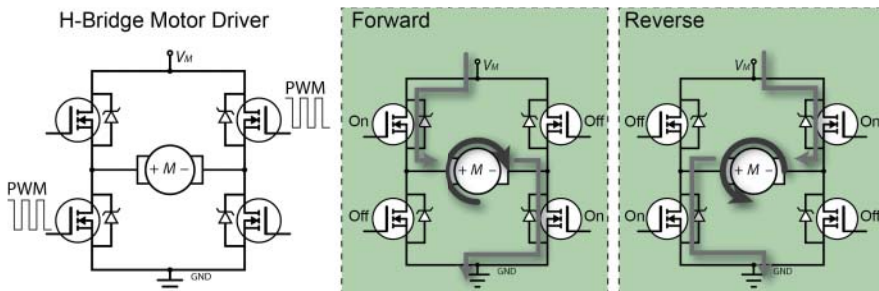 H-Bridge Motor Driver
VM
PWM
+ M -
PWM
GND
Forward
VM
On
Off
+ M -
Off
On
GND
Reverse
VM
Off
On
+ M -
On
Off
GND